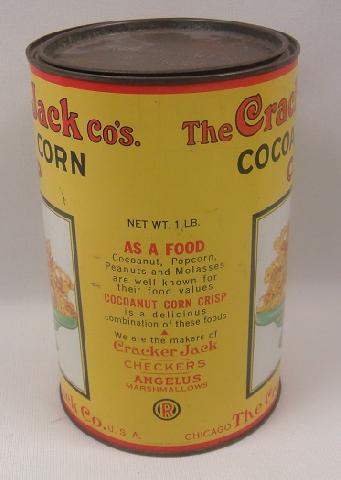 Jack CO'S.
CORN
P
The Crac
COCOA
C
NET WT. 1 LB.
AS A FOOD
Cocoanut, Popcorn,
Peanuts and Molasses
are well known for
their food values
COCOANUT CORN CRISP
is a delicious
combination of these foods
We are the makers of
Cracker Jack
CHECKERS
ANGELUS
MARSHMALLOWS
R
ck Co. U.S.A.
CHICAGO The C